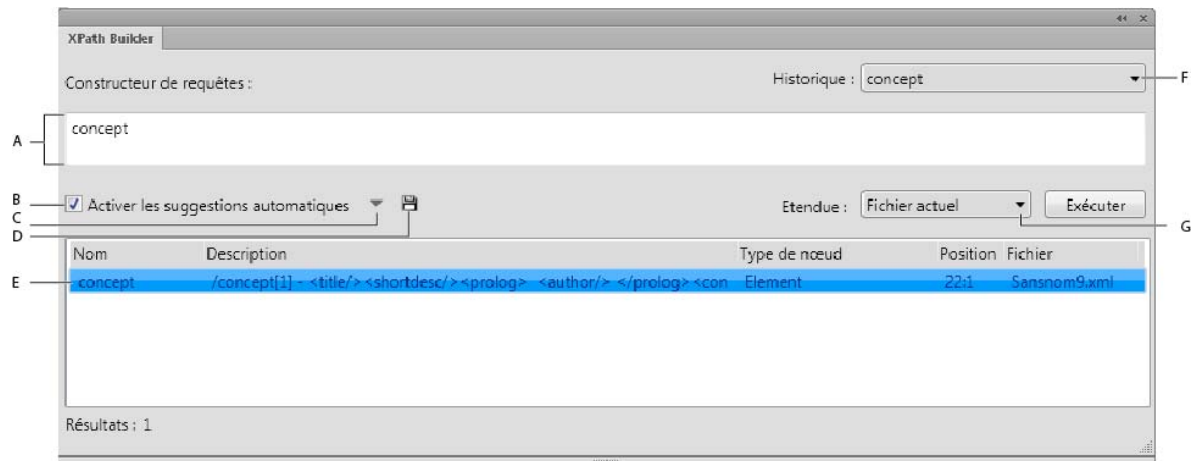 XPath Builder
Constructeur de requêtes :
Historique : concept
F
A
concept
B
Activer les suggestions automatiques
C
D
Etendue : Fichier actuel
Exécuter
G
Nom Description Type de nœud Position Fichier
E
concept /concept[1] - <title/><shortdesc/><prolog> <author/> </prolog><con Element 22:1 Sansnom9.xml
Résultats : 1